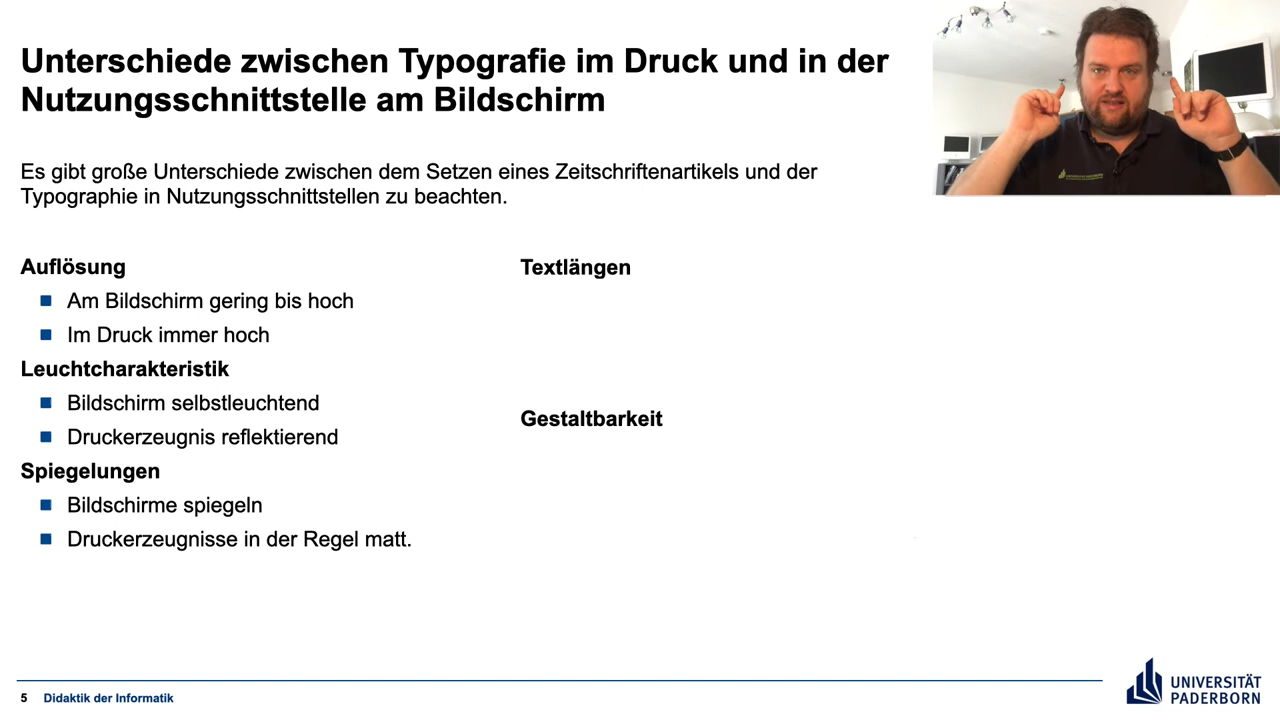 Unterschiede zwischen Typografie im Druck und in der
Nutzungsschnittstelle am Bildschirm
Es gibt große Unterschiede zwischen dem Setzen eines Zeitschriftenartikels und der
Typographie in Nutzungsschnittstellen zu beachten.
Auflösung
Am Bildschirm gering bis hoch
Im Druck immer hoch
Leuchtcharakteristik
Bildschirm selbstleuchtend
Druckerzeugnis reflektierend
Spiegelungen
Bildschirme spiegeln
Druckerzeugnisse in der Regel matt.
Textlängen
Gestaltbarkeit
5 Didaktik der Informatik
UNIVERSITÄT
PADERBORN